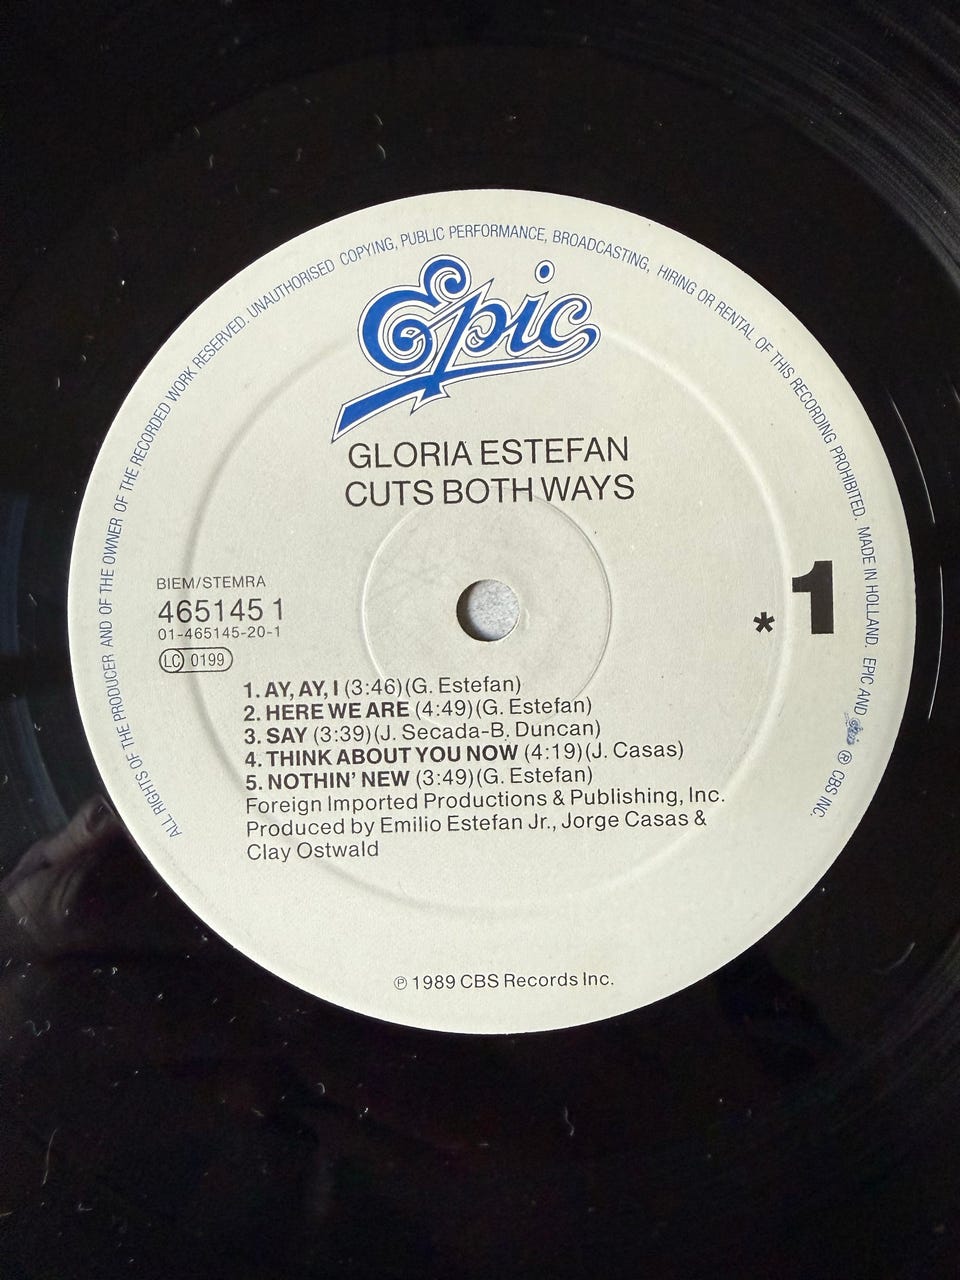 ALL RIGHTS OF THE PRODUCER AND OF THE OWNER OF THE RECORDED WORK RESERVED. UNAUTHORISED COPYING, PUBLIC PERFORMANCE, BROADCASTING, HIRING OR RENTAL OF THIS RECORDING PROHIBITED. MADE IN HOLLAND. EPIC AND Epic ® CBS INC.
Epic
GLORIA ESTEFAN
CUTS BOTH WAYS
BIEM/STEMRA
465145 1
01-465145-20-1
LC 0199
* 1
1. AY, AY, I (3:46)(G. Estefan)
2. HERE WE ARE (4:49)(G. Estefan)
3. SAY (3:39)(J. Secada-B. Duncan)
4. THINK ABOUT YOU NOW (4:19)(J. Casas)
5. NOTHIN' NEW (3:49)(G. Estefan)
Foreign Imported Productions & Publishing, Inc.
Produced by Emilio Estefan Jr., Jorge Casas &
Clay Ostwald
℗ 1989 CBS Records Inc.